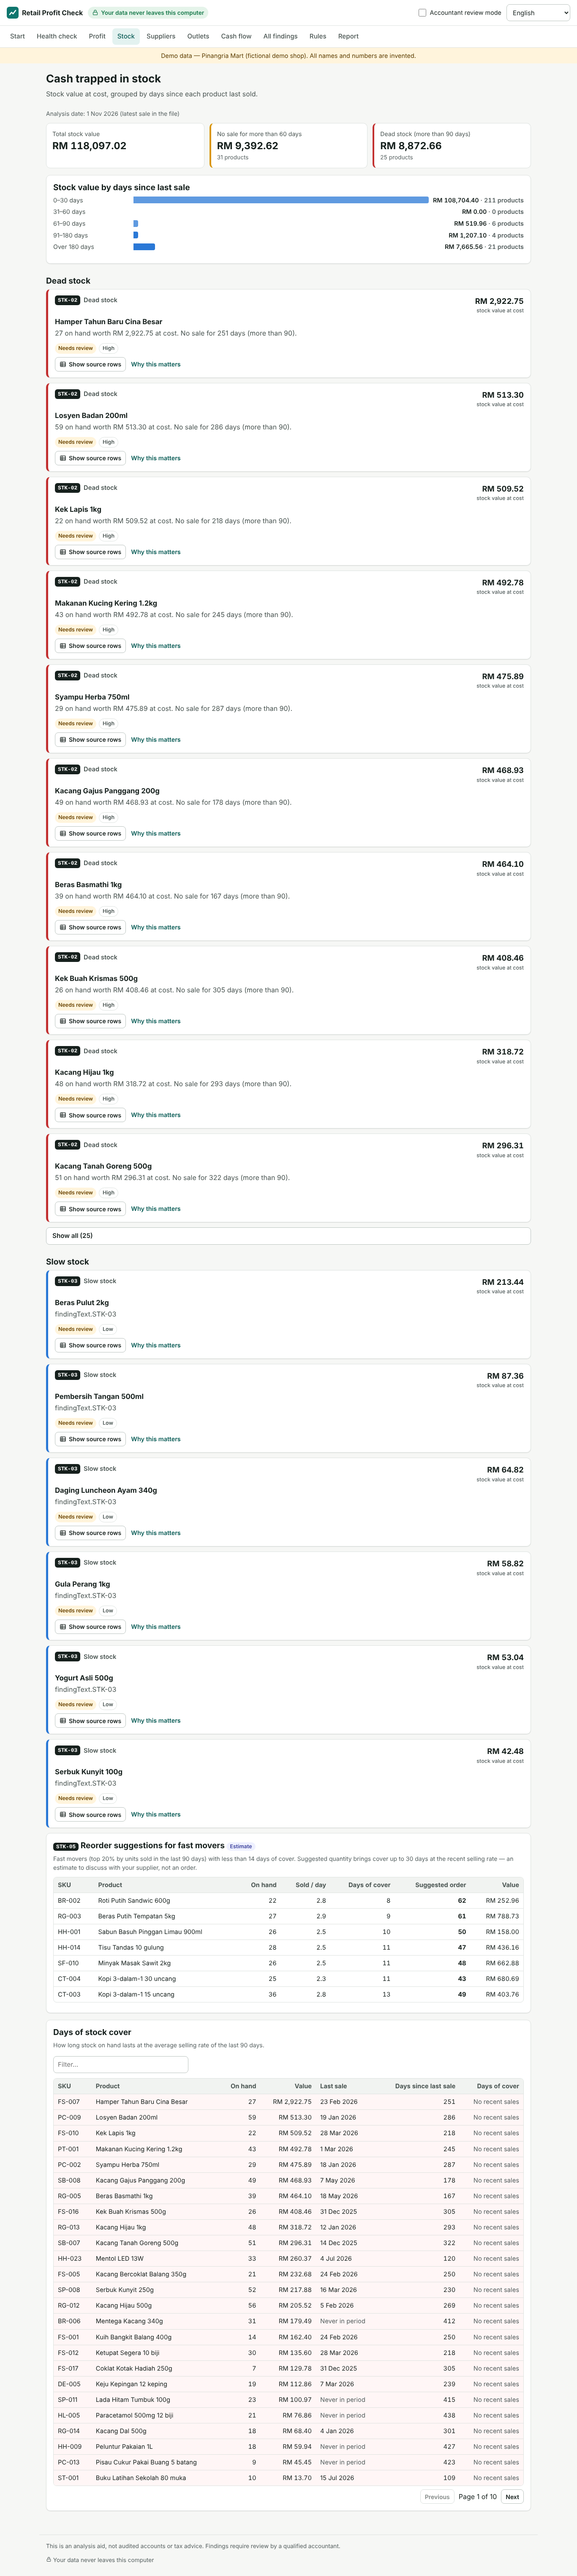 Retail Profit Check
Your data never leaves this computer
Accountant review mode
English
Start Health check Profit Stock Suppliers Outlets Cash flow All findings Rules Report
Demo data — Pinangria Mart (fictional demo shop). All names and numbers are invented.
Cash trapped in stock
Stock value at cost, grouped by days since each product last sold.
Analysis date: 1 Nov 2026 (latest sale in the file)
Total stock value
RM 118,097.02
No sale for more than 60 days
RM 9,392.62
31 products
Dead stock (more than 90 days)
RM 8,872.66
25 products
Stock value by days since last sale
0–30 days RM 108,704.40 · 211 products
31–60 days RM 0.00 · 0 products
61–90 days RM 519.96 · 6 products
91–180 days RM 1,207.10 · 4 products
Over 180 days RM 7,665.56 · 21 products
Dead stock
STK-02 Dead stock RM 2,922.75
stock value at cost
Hamper Tahun Baru Cina Besar
27 on hand worth RM 2,922.75 at cost. No sale for 251 days (more than 90).
Needs review High
Show source rows Why this matters
STK-02 Dead stock RM 513.30
stock value at cost
Losyen Badan 200ml
59 on hand worth RM 513.30 at cost. No sale for 286 days (more than 90).
Needs review High
Show source rows Why this matters
STK-02 Dead stock RM 509.52
stock value at cost
Kek Lapis 1kg
22 on hand worth RM 509.52 at cost. No sale for 218 days (more than 90).
Needs review High
Show source rows Why this matters
STK-02 Dead stock RM 492.78
stock value at cost
Makanan Kucing Kering 1.2kg
43 on hand worth RM 492.78 at cost. No sale for 245 days (more than 90).
Needs review High
Show source rows Why this matters
STK-02 Dead stock RM 475.89
stock value at cost
Syampu Herba 750ml
29 on hand worth RM 475.89 at cost. No sale for 287 days (more than 90).
Needs review High
Show source rows Why this matters
STK-02 Dead stock RM 468.93
stock value at cost
Kacang Gajus Panggang 200g
49 on hand worth RM 468.93 at cost. No sale for 178 days (more than 90).
Needs review High
Show source rows Why this matters
STK-02 Dead stock RM 464.10
stock value at cost
Beras Basmathi 1kg
39 on hand worth RM 464.10 at cost. No sale for 167 days (more than 90).
Needs review High
Show source rows Why this matters
STK-02 Dead stock RM 408.46
stock value at cost
Kek Buah Krismas 500g
26 on hand worth RM 408.46 at cost. No sale for 305 days (more than 90).
Needs review High
Show source rows Why this matters
STK-02 Dead stock RM 318.72
stock value at cost
Kacang Hijau 1kg
48 on hand worth RM 318.72 at cost. No sale for 293 days (more than 90).
Needs review High
Show source rows Why this matters
STK-02 Dead stock RM 296.31
stock value at cost
Kacang Tanah Goreng 500g
51 on hand worth RM 296.31 at cost. No sale for 322 days (more than 90).
Needs review High
Show source rows Why this matters
Show all (25)
Slow stock
STK-03 Slow stock RM 213.44
stock value at cost
Beras Pulut 2kg
findingText.STK-03
Needs review Low
Show source rows Why this matters
STK-03 Slow stock RM 87.36
stock value at cost
Pembersih Tangan 500ml
findingText.STK-03
Needs review Low
Show source rows Why this matters
STK-03 Slow stock RM 64.82
stock value at cost
Daging Luncheon Ayam 340g
findingText.STK-03
Needs review Low
Show source rows Why this matters
STK-03 Slow stock RM 58.82
stock value at cost
Gula Perang 1kg
findingText.STK-03
Needs review Low
Show source rows Why this matters
STK-03 Slow stock RM 53.04
stock value at cost
Yogurt Asli 500g
findingText.STK-03
Needs review Low
Show source rows Why this matters
STK-03 Slow stock RM 42.48
stock value at cost
Serbuk Kunyit 100g
findingText.STK-03
Needs review Low
Show source rows Why this matters
STK-05 Reorder suggestions for fast movers Estimate
Fast movers (top 20% by units sold in the last 90 days) with less than 14 days of cover. Suggested quantity brings cover up to 30 days at the recent selling rate — an
estimate to discuss with your supplier, not an order.
SKU Product On hand Sold / day Days of cover Suggested order Value
BR-002 Roti Putih Sandwic 600g 22 2.8 8 62 RM 252.96
RG-003 Beras Putih Tempatan 5kg 27 2.9 9 61 RM 788.73
HH-001 Sabun Basuh Pinggan Limau 900ml 26 2.5 10 50 RM 158.00
HH-014 Tisu Tandas 10 gulung 28 2.5 11 47 RM 436.16
SF-010 Minyak Masak Sawit 2kg 26 2.5 11 48 RM 662.88
CT-004 Kopi 3-dalam-1 30 uncang 25 2.3 11 43 RM 680.69
CT-003 Kopi 3-dalam-1 15 uncang 36 2.8 13 49 RM 403.76
Days of stock cover
How long stock on hand lasts at the average selling rate of the last 90 days.
Filter...
SKU Product On hand Value Last sale Days since last sale Days of cover
FS-007 Hamper Tahun Baru Cina Besar 27 RM 2,922.75 23 Feb 2026 251 No recent sales
PC-009 Losyen Badan 200ml 59 RM 513.30 19 Jan 2026 286 No recent sales
FS-010 Kek Lapis 1kg 22 RM 509.52 28 Mar 2026 218 No recent sales
PT-001 Makanan Kucing Kering 1.2kg 43 RM 492.78 1 Mar 2026 245 No recent sales
PC-002 Syampu Herba 750ml 29 RM 475.89 18 Jan 2026 287 No recent sales
SB-008 Kacang Gajus Panggang 200g 49 RM 468.93 7 May 2026 178 No recent sales
RG-005 Beras Basmathi 1kg 39 RM 464.10 18 May 2026 167 No recent sales
FS-016 Kek Buah Krismas 500g 26 RM 408.46 31 Dec 2025 305 No recent sales
RG-013 Kacang Hijau 1kg 48 RM 318.72 12 Jan 2026 293 No recent sales
SB-007 Kacang Tanah Goreng 500g 51 RM 296.31 14 Dec 2025 322 No recent sales
HH-023 Mentol LED 13W 33 RM 260.37 4 Jul 2026 120 No recent sales
FS-005 Kacang Bercoklat Balang 350g 21 RM 232.68 24 Feb 2026 250 No recent sales
SP-008 Serbuk Kunyit 250g 52 RM 217.88 16 Mar 2026 230 No recent sales
RG-012 Kacang Hijau 500g 56 RM 205.52 5 Feb 2026 269 No recent sales
BR-006 Mentega Kacang 340g 31 RM 179.49 Never in period 412 No recent sales
FS-001 Kuih Bangkit Balang 400g 14 RM 162.40 24 Feb 2026 250 No recent sales
FS-012 Ketupat Segera 10 biji 30 RM 135.60 28 Mar 2026 218 No recent sales
FS-017 Coklat Kotak Hadiah 250g 7 RM 129.78 31 Dec 2025 305 No recent sales
DE-005 Keju Kepingan 12 keping 19 RM 112.86 7 Mar 2026 239 No recent sales
SP-011 Lada Hitam Tumbuk 100g 23 RM 100.97 Never in period 415 No recent sales
HL-005 Paracetamol 500mg 12 biji 21 RM 76.86 Never in period 438 No recent sales
RG-014 Kacang Dal 500g 18 RM 68.40 4 Jan 2026 301 No recent sales
HH-009 Peluntur Pakaian 1L 18 RM 59.94 Never in period 427 No recent sales
PC-013 Pisau Cukur Pakai Buang 5 batang 9 RM 45.45 Never in period 423 No recent sales
ST-001 Buku Latihan Sekolah 80 muka 10 RM 13.70 15 Jul 2026 109 No recent sales
Previous Page 1 of 10 Next
This is an analysis aid, not audited accounts or tax advice. Findings require review by a qualified accountant.
Your data never leaves this computer